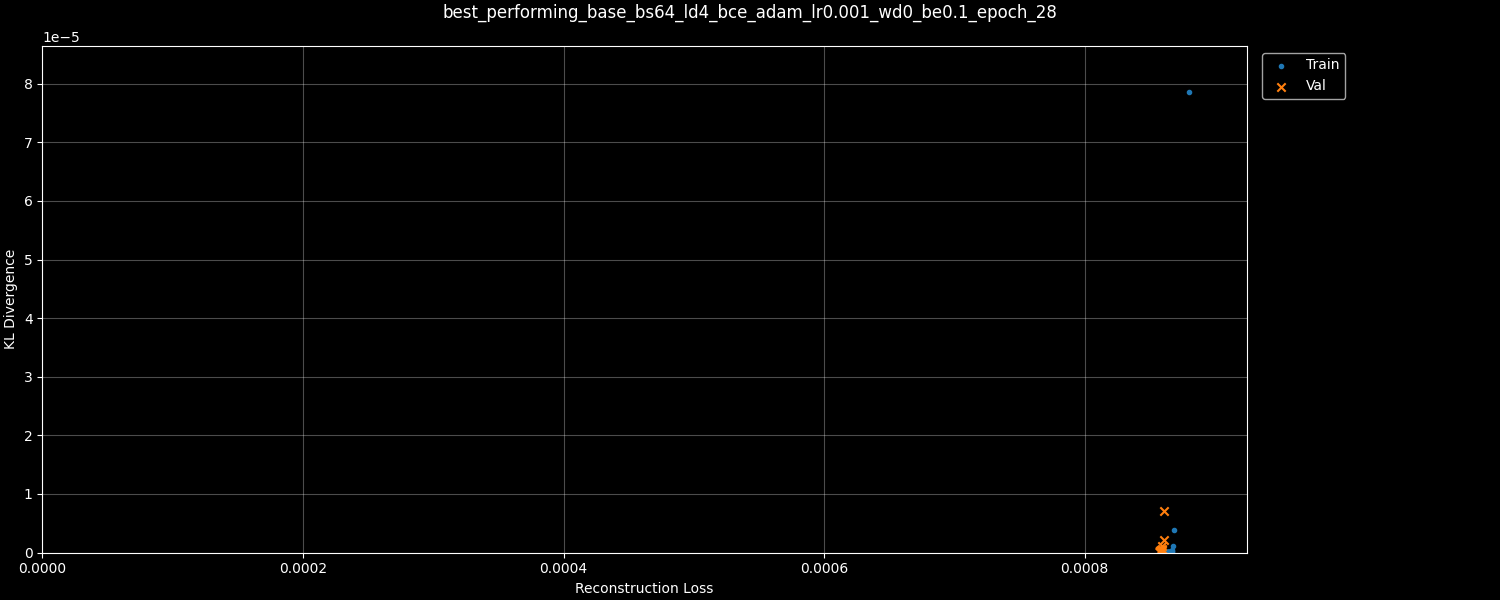 best_performing_base_bs64_ld4_bce_adam_lr0.001_wd0_be0.1_epoch_28
1e−5
Train
Val
8
7
6
5
4
3
2
1
0
KL Divergence
0.0000 0.0002 0.0004 0.0006 0.0008
Reconstruction Loss